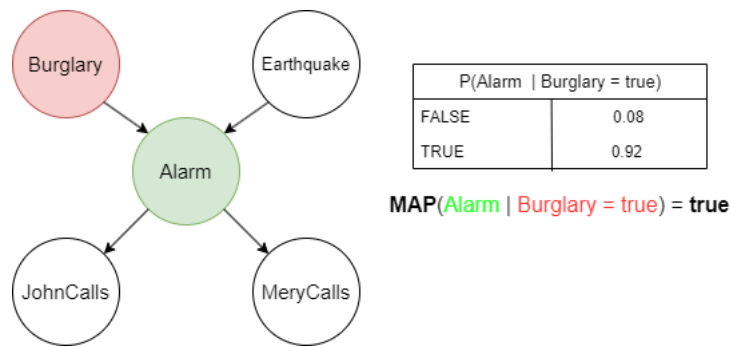 Burglary
Earthquake
Alarm
JohnCalls
MeryCalls
P(Alarm | Burglary = true)
FALSE 0.08
TRUE 0.92
MAP(Alarm | Burglary = true) = true